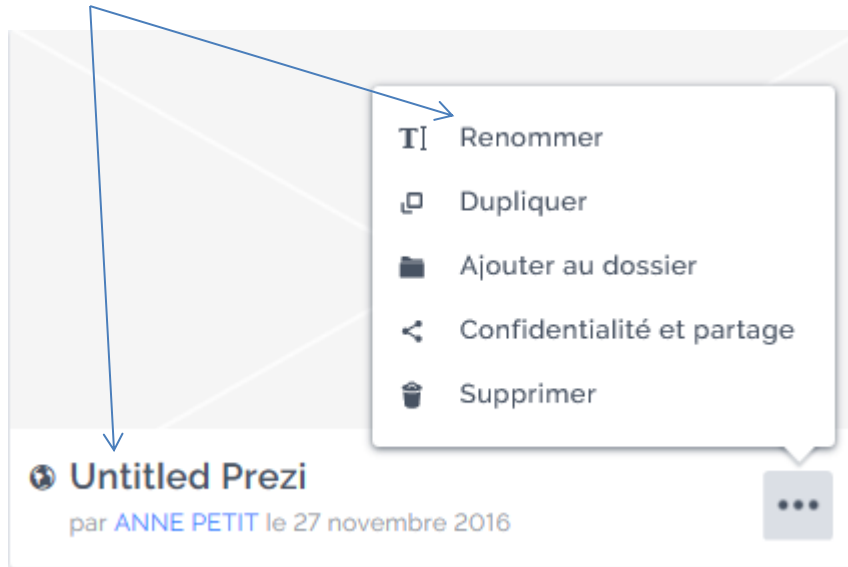 Renommer
Dupliquer
Ajouter au dossier
Confidentialité et partage
Supprimer
Untitled Prezi
par ANNE PETIT le 27 novembre 2016